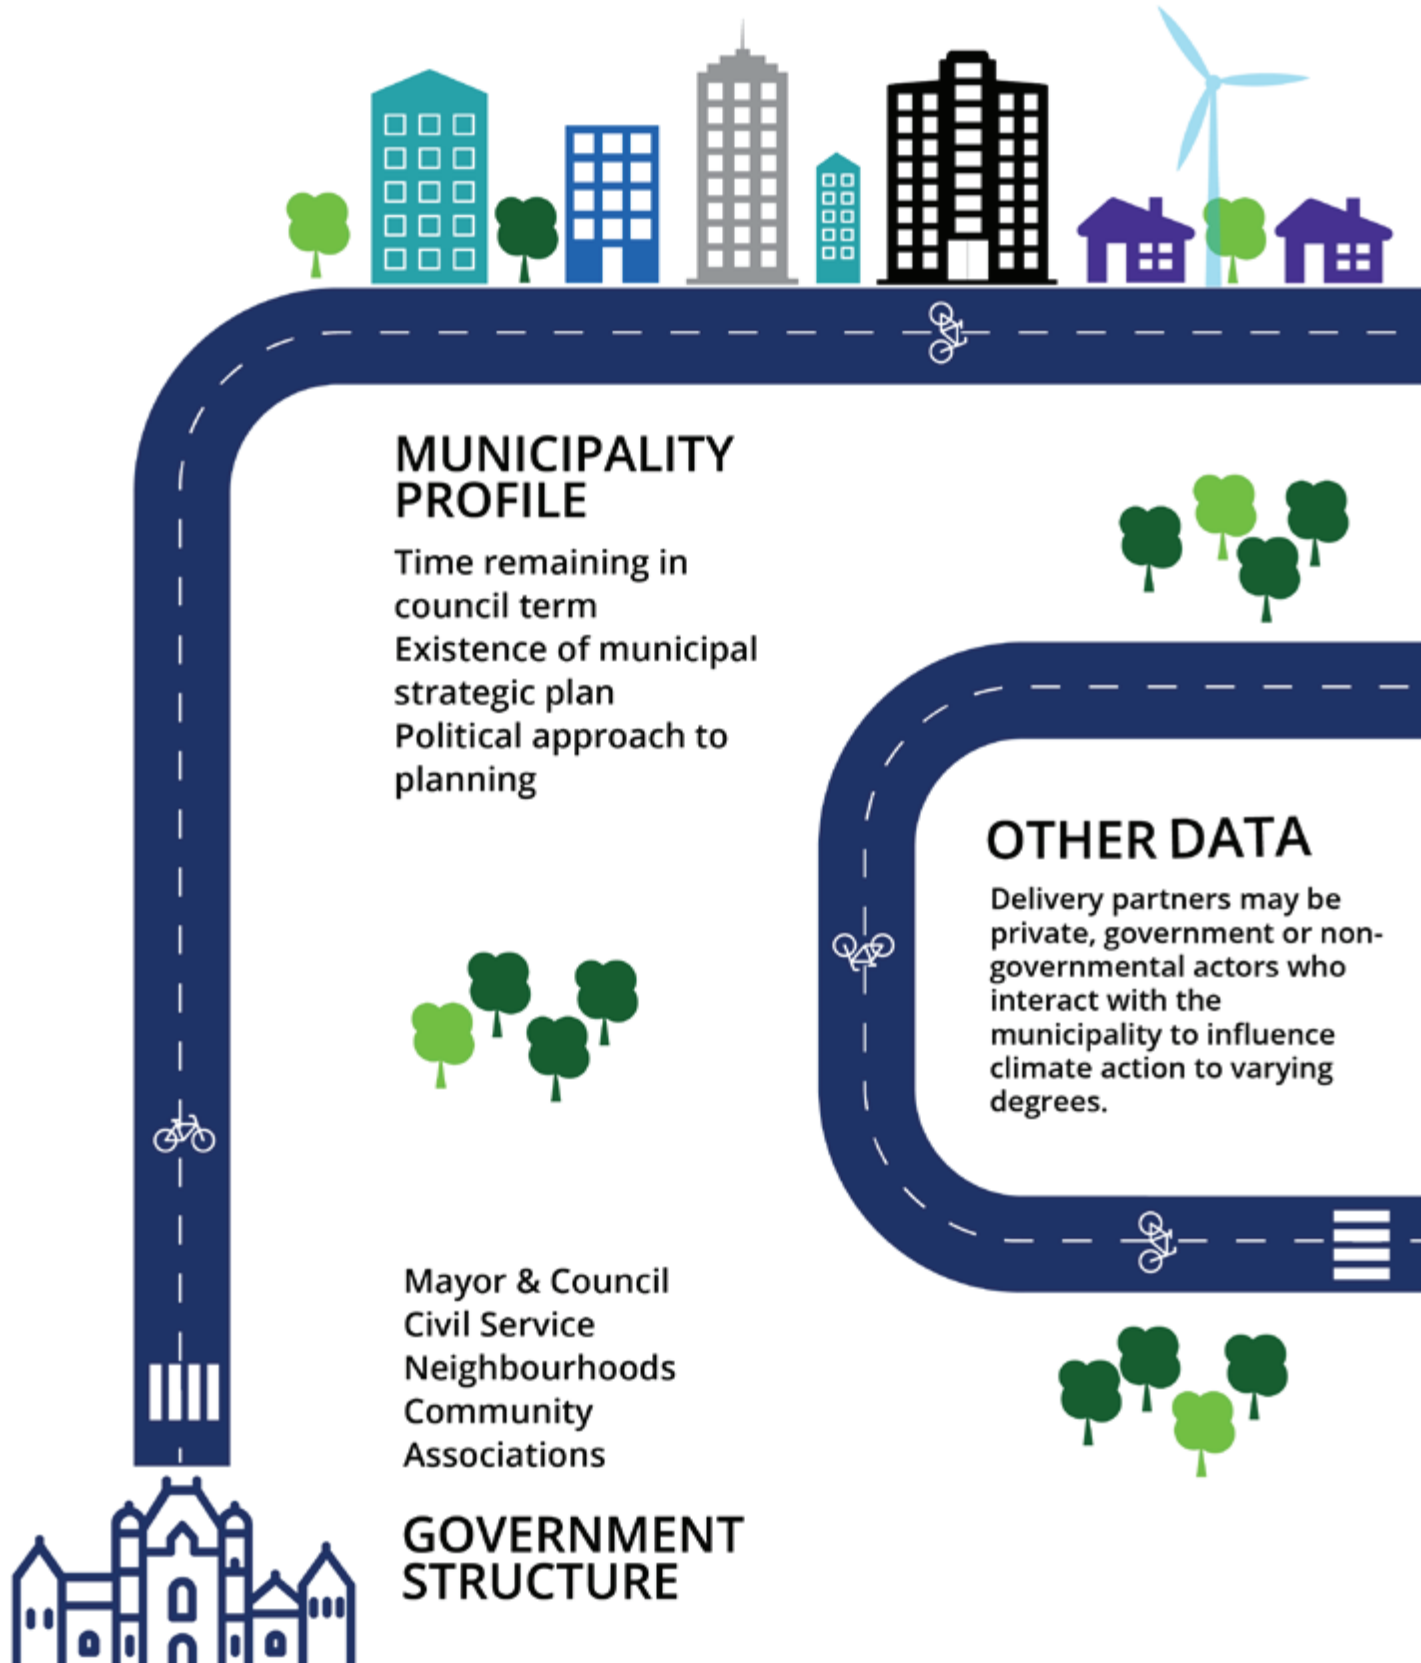 MUNICIPALITY
PROFILE
Time remaining in
council term
Existence of municipal
strategic plan
Political approach to
planning
OTHER DATA
Delivery partners may be
private, government or non-
governmental actors who
interact with the
municipality to influence
climate action to varying
degrees.
Mayor & Council
Civil Service
Neighbourhoods
Community
Associations
GOVERNMENT
STRUCTURE